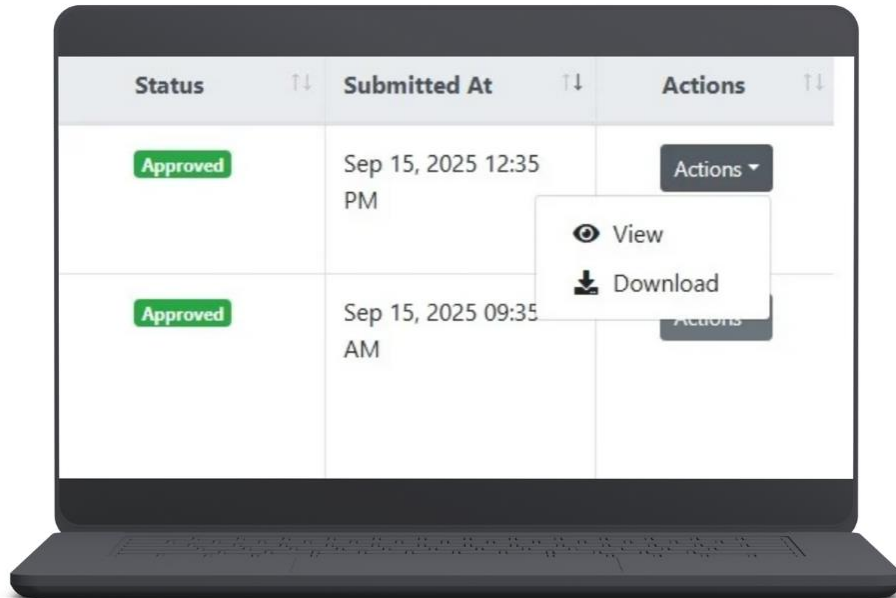 Status
Submitted At
Actions
Approved
Sep 15, 2025 12:35
PM
Actions
View
Download
Approved
Sep 15, 2025 09:35
AM
Actions